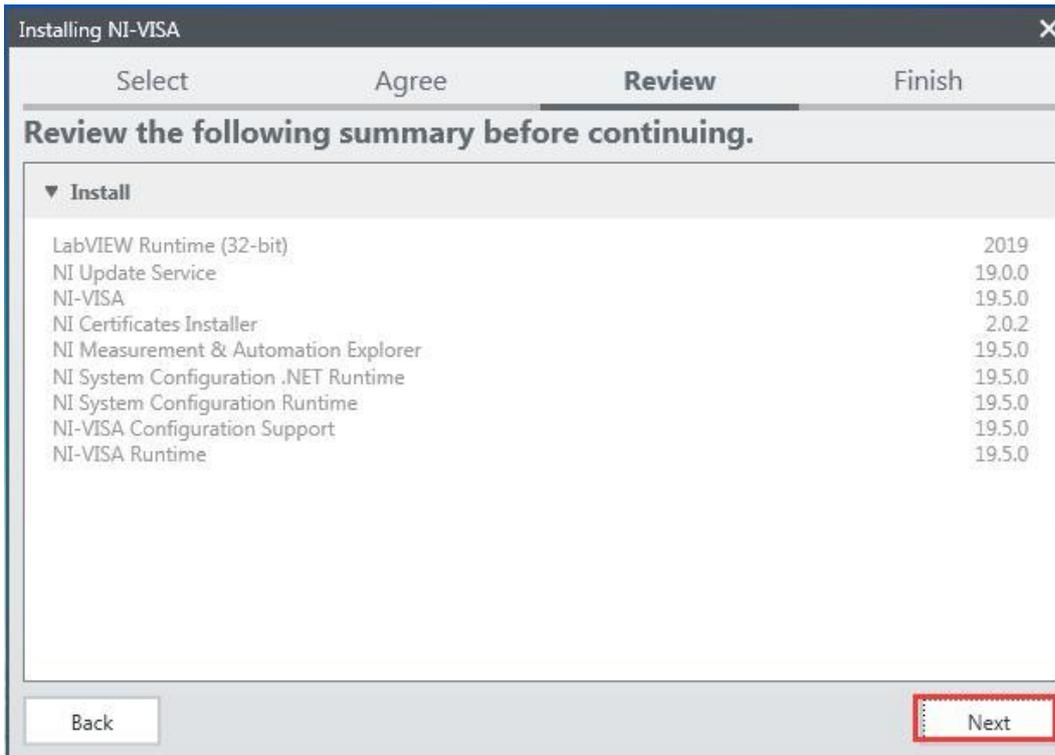 Installing NI-VISA
Select Agree Review Finish
Review the following summary before continuing.
Install
LabVIEW Runtime (32-bit) 2019
NI Update Service 19.0.0
NI-VISA 19.5.0
NI Certificates Installer 2.0.2
NI Measurement & Automation Explorer 19.5.0
NI System Configuration .NET Runtime 19.5.0
NI System Configuration Runtime 19.5.0
NI-VISA Configuration Support 19.5.0
NI-VISA Runtime 19.5.0
Back Next